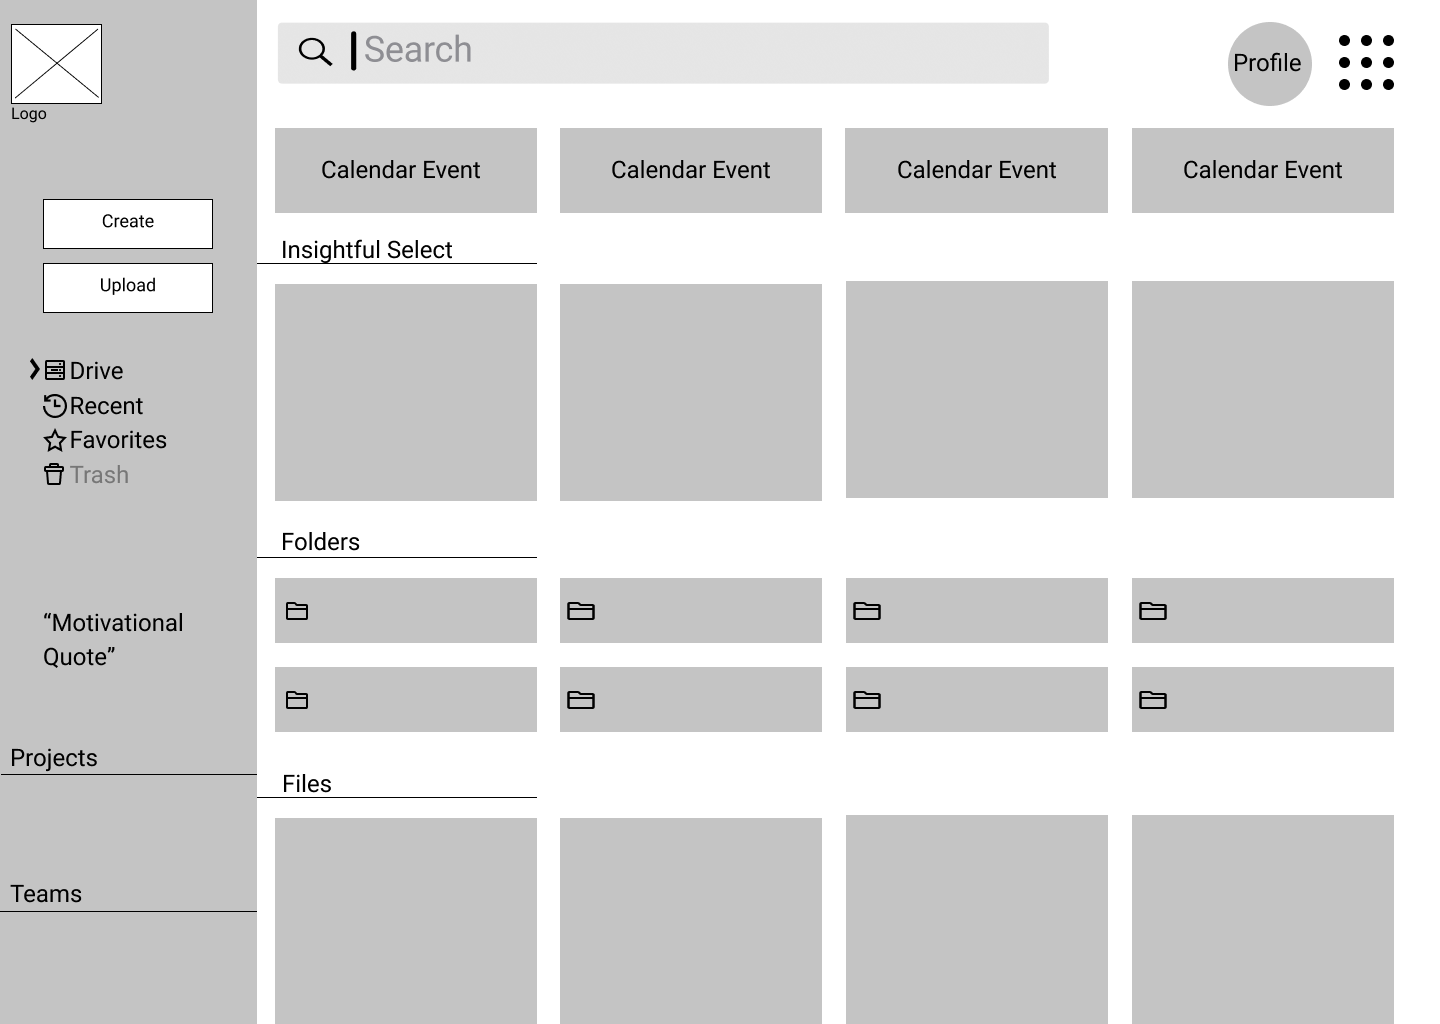 Logo
Create
Upload
Drive
Recent
Favorites
Trash
“Motivational
Quote”
Projects
Teams
Search
Profile
Calendar Event
Calendar Event
Calendar Event
Calendar Event
Insightful Select
Folders
Files